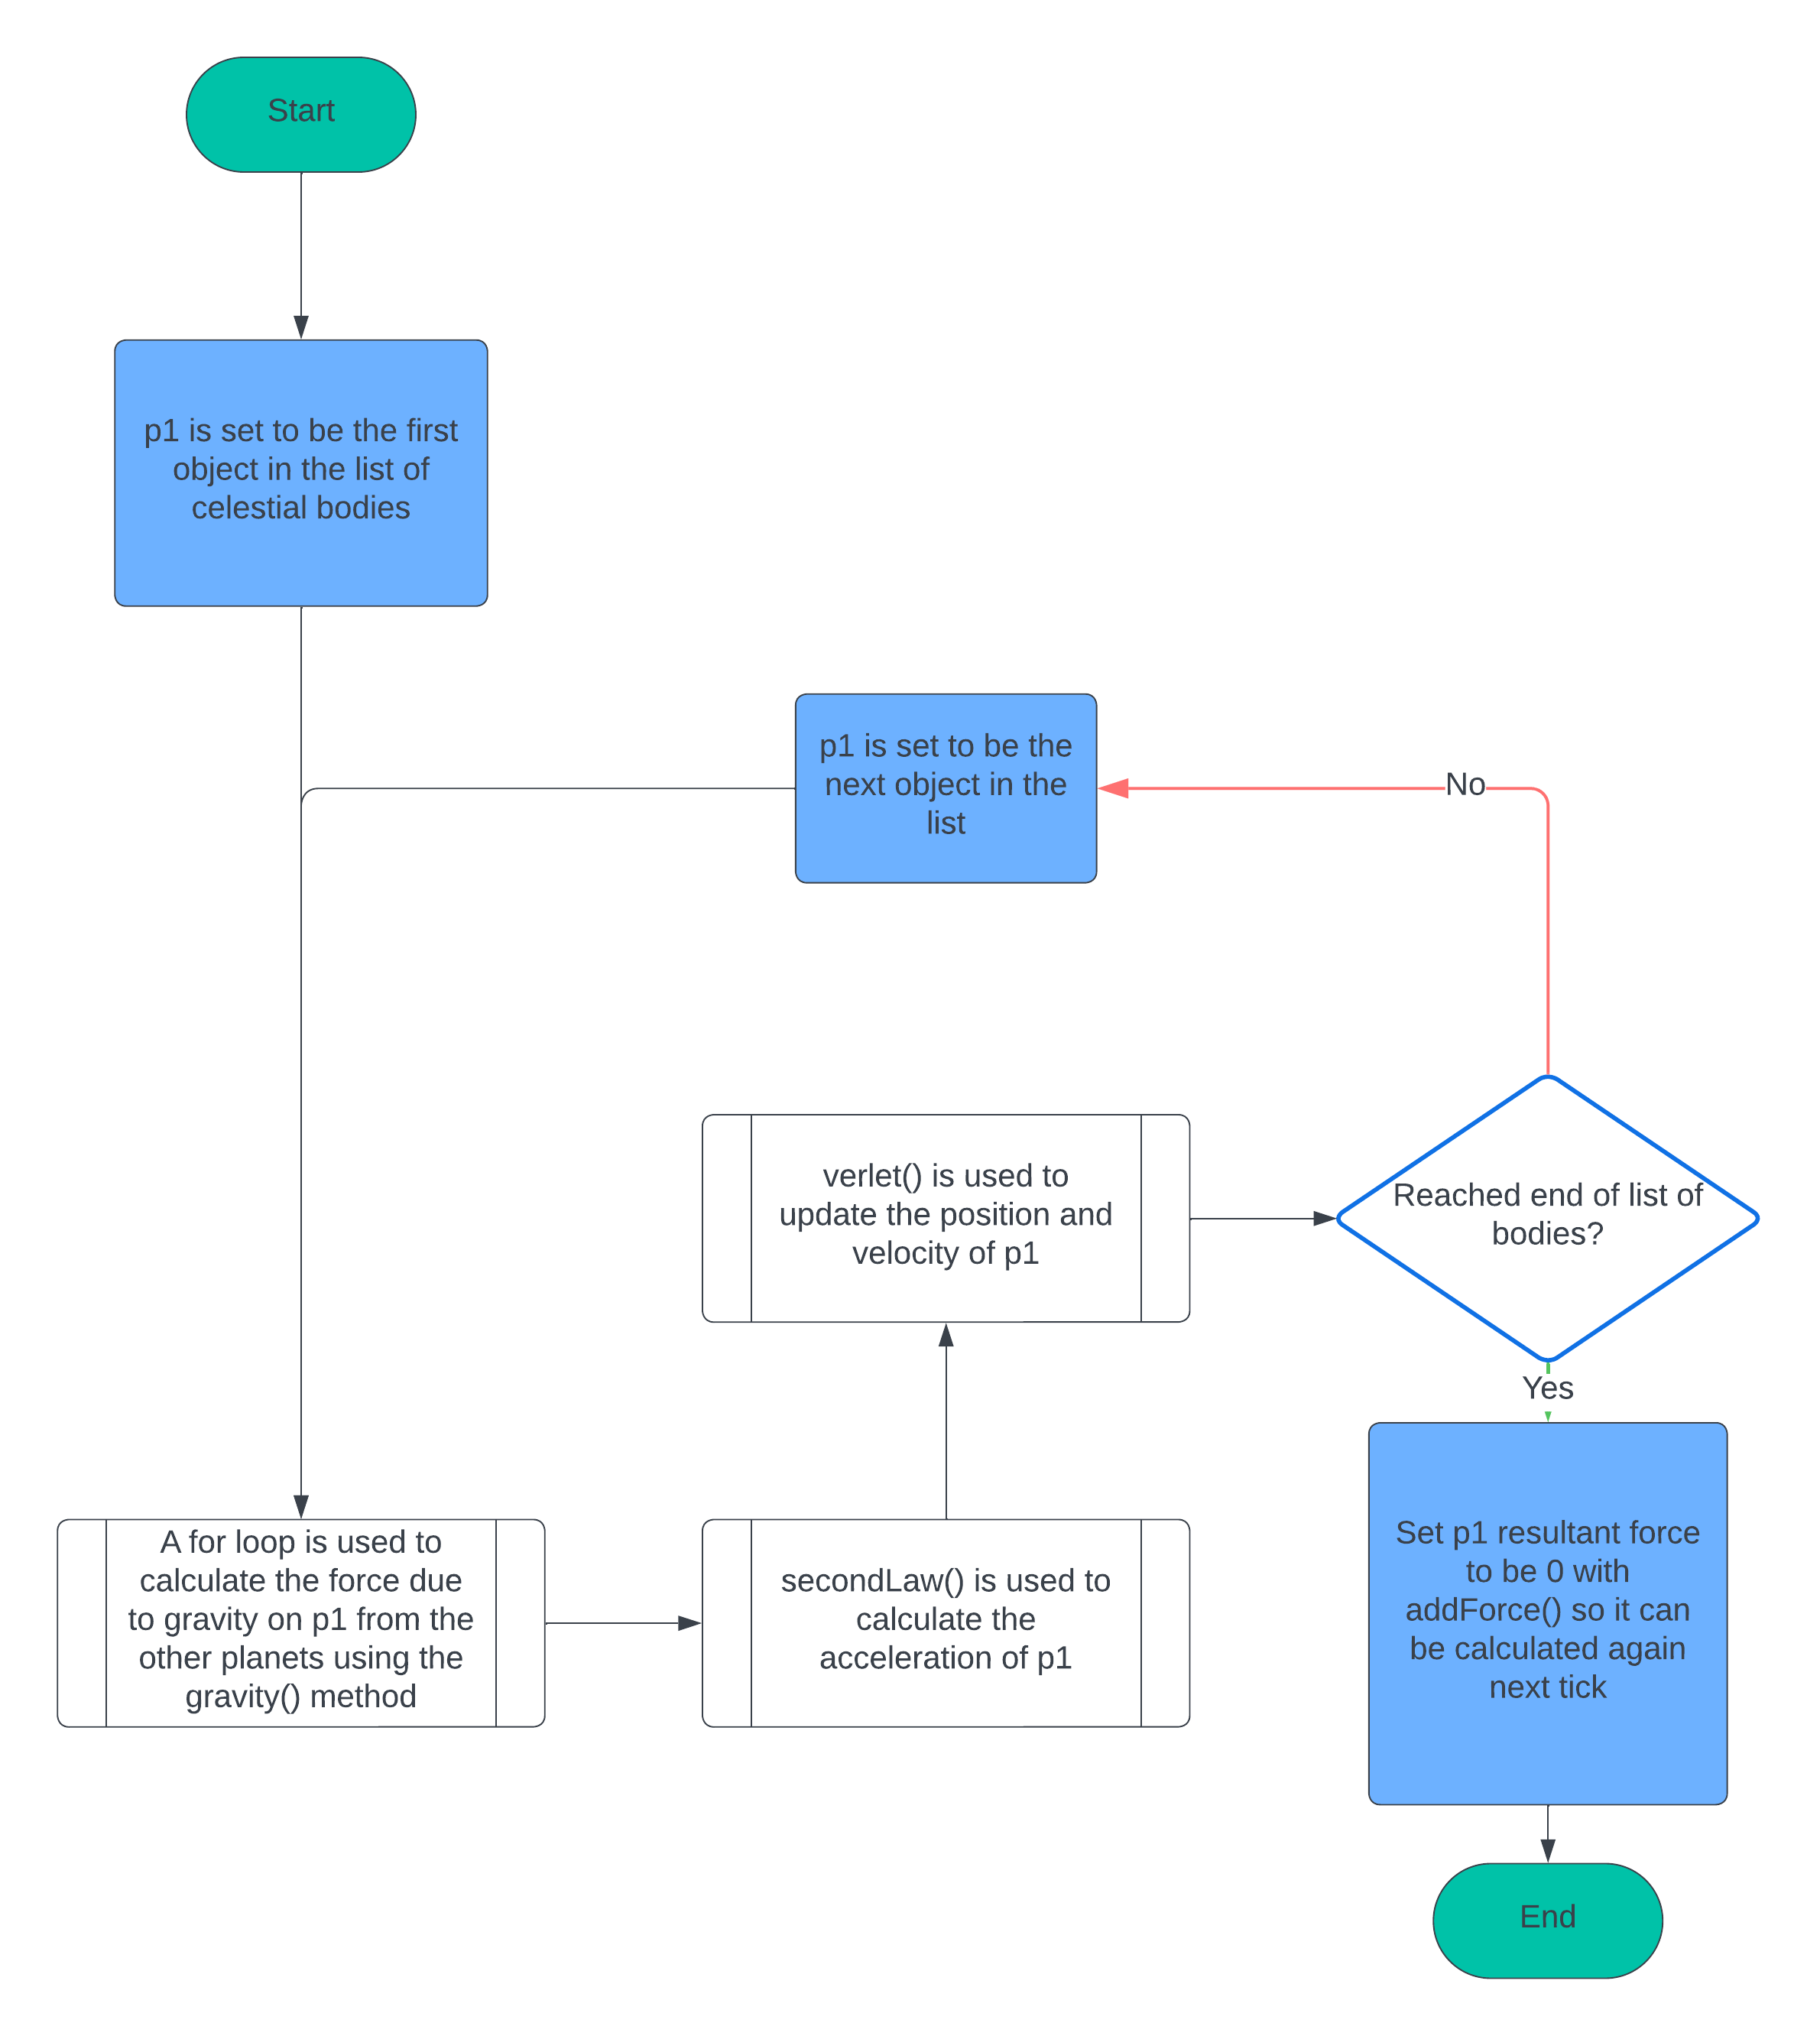 Start
p1 is set to be the first
object in the list of
celestial bodies
p1 is set to be the
next object in the
list
No
verlet() is used to
update the position and
velocity of p1
Reached end of list of
bodies?
Yes
A for loop is used to
calculate the force due
to gravity on p1 from the
other planets using the
gravity() method
secondLaw() is used to
calculate the
acceleration of p1
Set p1 resultant force
to be 0 with
addForce() so it can
be calculated again
next tick
End